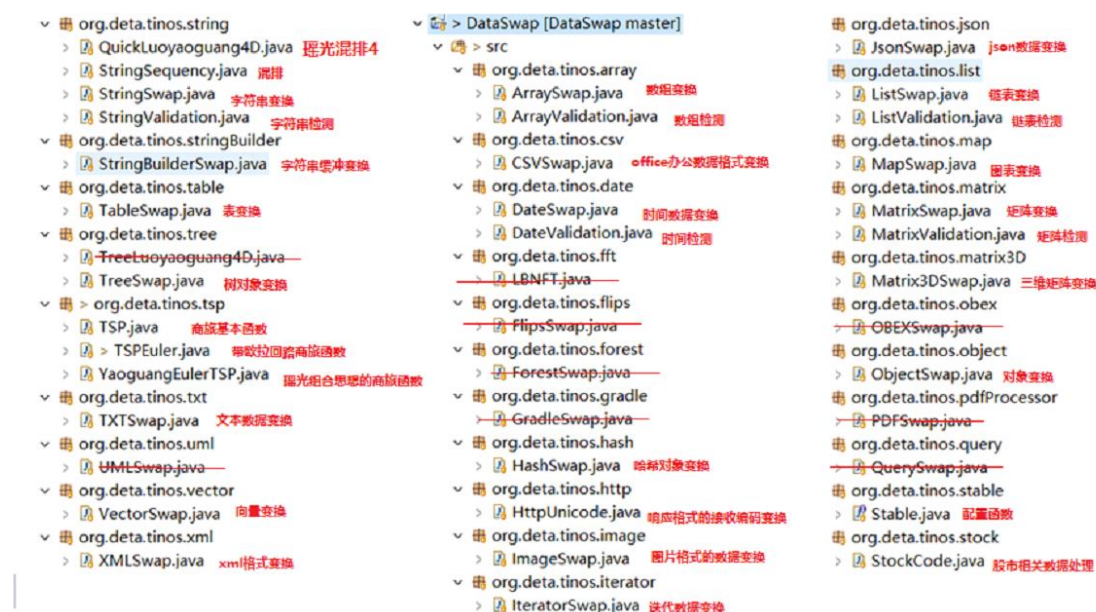 org.deta.tinos.string
QuickLuoyaoguang4D.java 瑶光混排4
StringSequency.java 混排
StringSwap.java 字符串变换
StringValidation.java 字符串检测
org.deta.tinos.stringBuilder
StringBuilderSwap.java 字符串缓冲变换
org.deta.tinos.table
TableSwap.java 表变换
org.deta.tinos.tree
TreeLuoyaoguang4D.java
TreeSwap.java 树对象变换
> org.deta.tinos.tsp
TSP.java 商旅基本函数
> TSPEuler.java 带欧拉回路商旅函数
YaoguangEulerTSP.java 瑶光组合思想的商旅函数
org.deta.tinos.txt
TXTSwap.java 文本数据变换
org.deta.tinos.uml
UMLSwap.java
org.deta.tinos.vector
VectorSwap.java 向量变换
org.deta.tinos.xml
XMLSwap.java xml格式变换
> DataSwap [DataSwap master]
> src
org.deta.tinos.array
ArraySwap.java 数组变换
ArrayValidation.java 数组检测
org.deta.tinos.csv
CSVSwap.java office办公数据格式变换
org.deta.tinos.date
DateSwap.java 时间数据变换
DateValidation.java 时间检测
org.deta.tinos.fft
LBNFT.java
org.deta.tinos.flips
FlipsSwap.java
org.deta.tinos.forest
ForestSwap.java
org.deta.tinos.gradle
GradleSwap.java
org.deta.tinos.hash
HashSwap.java 哈希对象变换
org.deta.tinos.http
HttpUnicode.java 响应格式的接收编码变换
org.deta.tinos.image
ImageSwap.java 图片格式的数据变换
org.deta.tinos.iterator
IteratorSwap.java 迭代数据变换
org.deta.tinos.json
JsonSwap.java json数据变换
org.deta.tinos.list
ListSwap.java 链表变换
ListValidation.java 链表检测
org.deta.tinos.map
MapSwap.java 图表变换
org.deta.tinos.matrix
MatrixSwap.java 矩阵变换
MatrixValidation.java 矩阵检测
org.deta.tinos.matrix3D
Matrix3DSwap.java 三维矩阵变换
org.deta.tinos.obex
OBEXSwap.java
org.deta.tinos.object
ObjectSwap.java 对象变换
org.deta.tinos.pdfProcessor
PDFSwap.java
org.deta.tinos.query
QuerySwap.java
org.deta.tinos.stable
Stable.java 配置函数
org.deta.tinos.stock
StockCode.java 股市相关数据处理